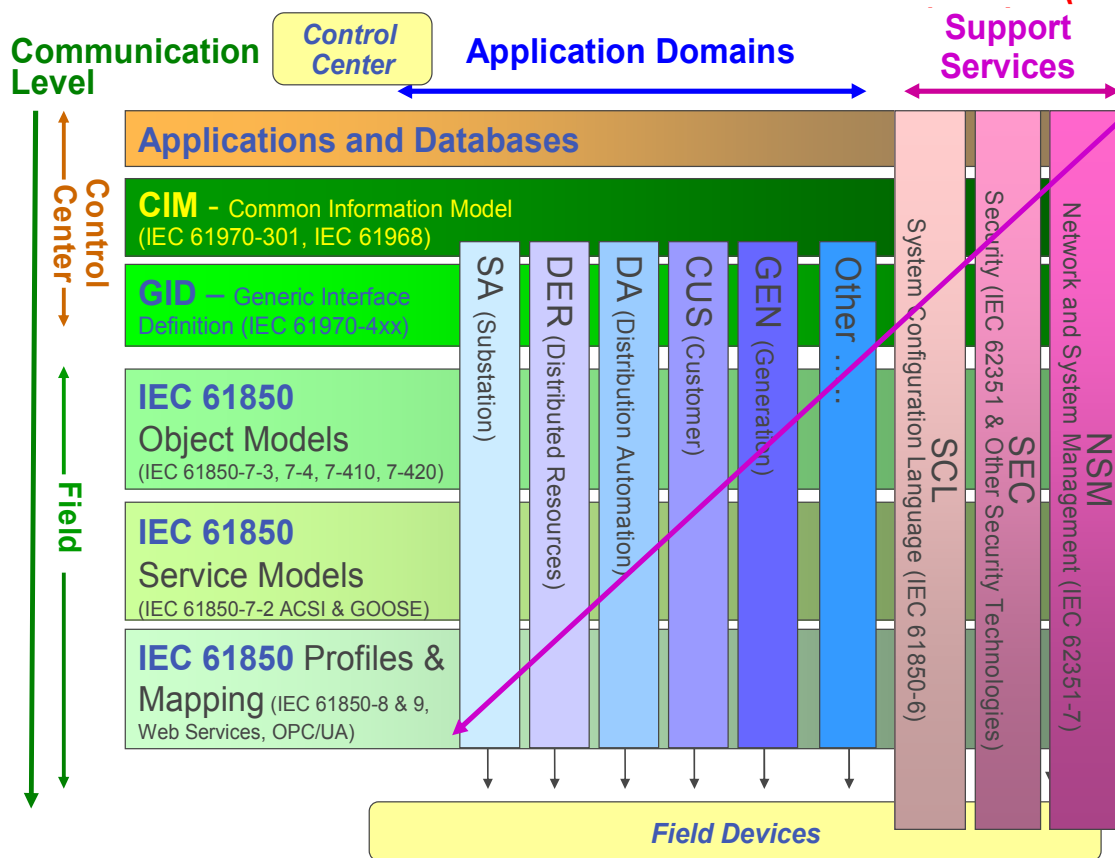 Communication
Level
Control
Center
Application Domains
Support
Services
Control
Center
Field
Applications and Databases
CIM - Common Information Model
(IEC 61970-301, IEC 61968)
GID – Generic Interface
Definition (IEC 61970-4xx)
IEC 61850
Object Models
(IEC 61850-7-3, 7-4, 7-410, 7-420)
IEC 61850
Service Models
(IEC 61850-7-2 ACSI & GOOSE)
IEC 61850 Profiles &
Mapping (IEC 61850-8 & 9,
Web Services, OPC/UA)
SA (Substation)
DER (Distributed Resources)
DA (Distribution Automation)
CUS (Customer)
GEN (Generation)
Other ......
SCL
System Configuration Language (IEC 61850-6)
SEC
Security (IEC 62351 & Other Security Technologies)
NSM
Network and System Management (IEC 62351-7)
Field Devices